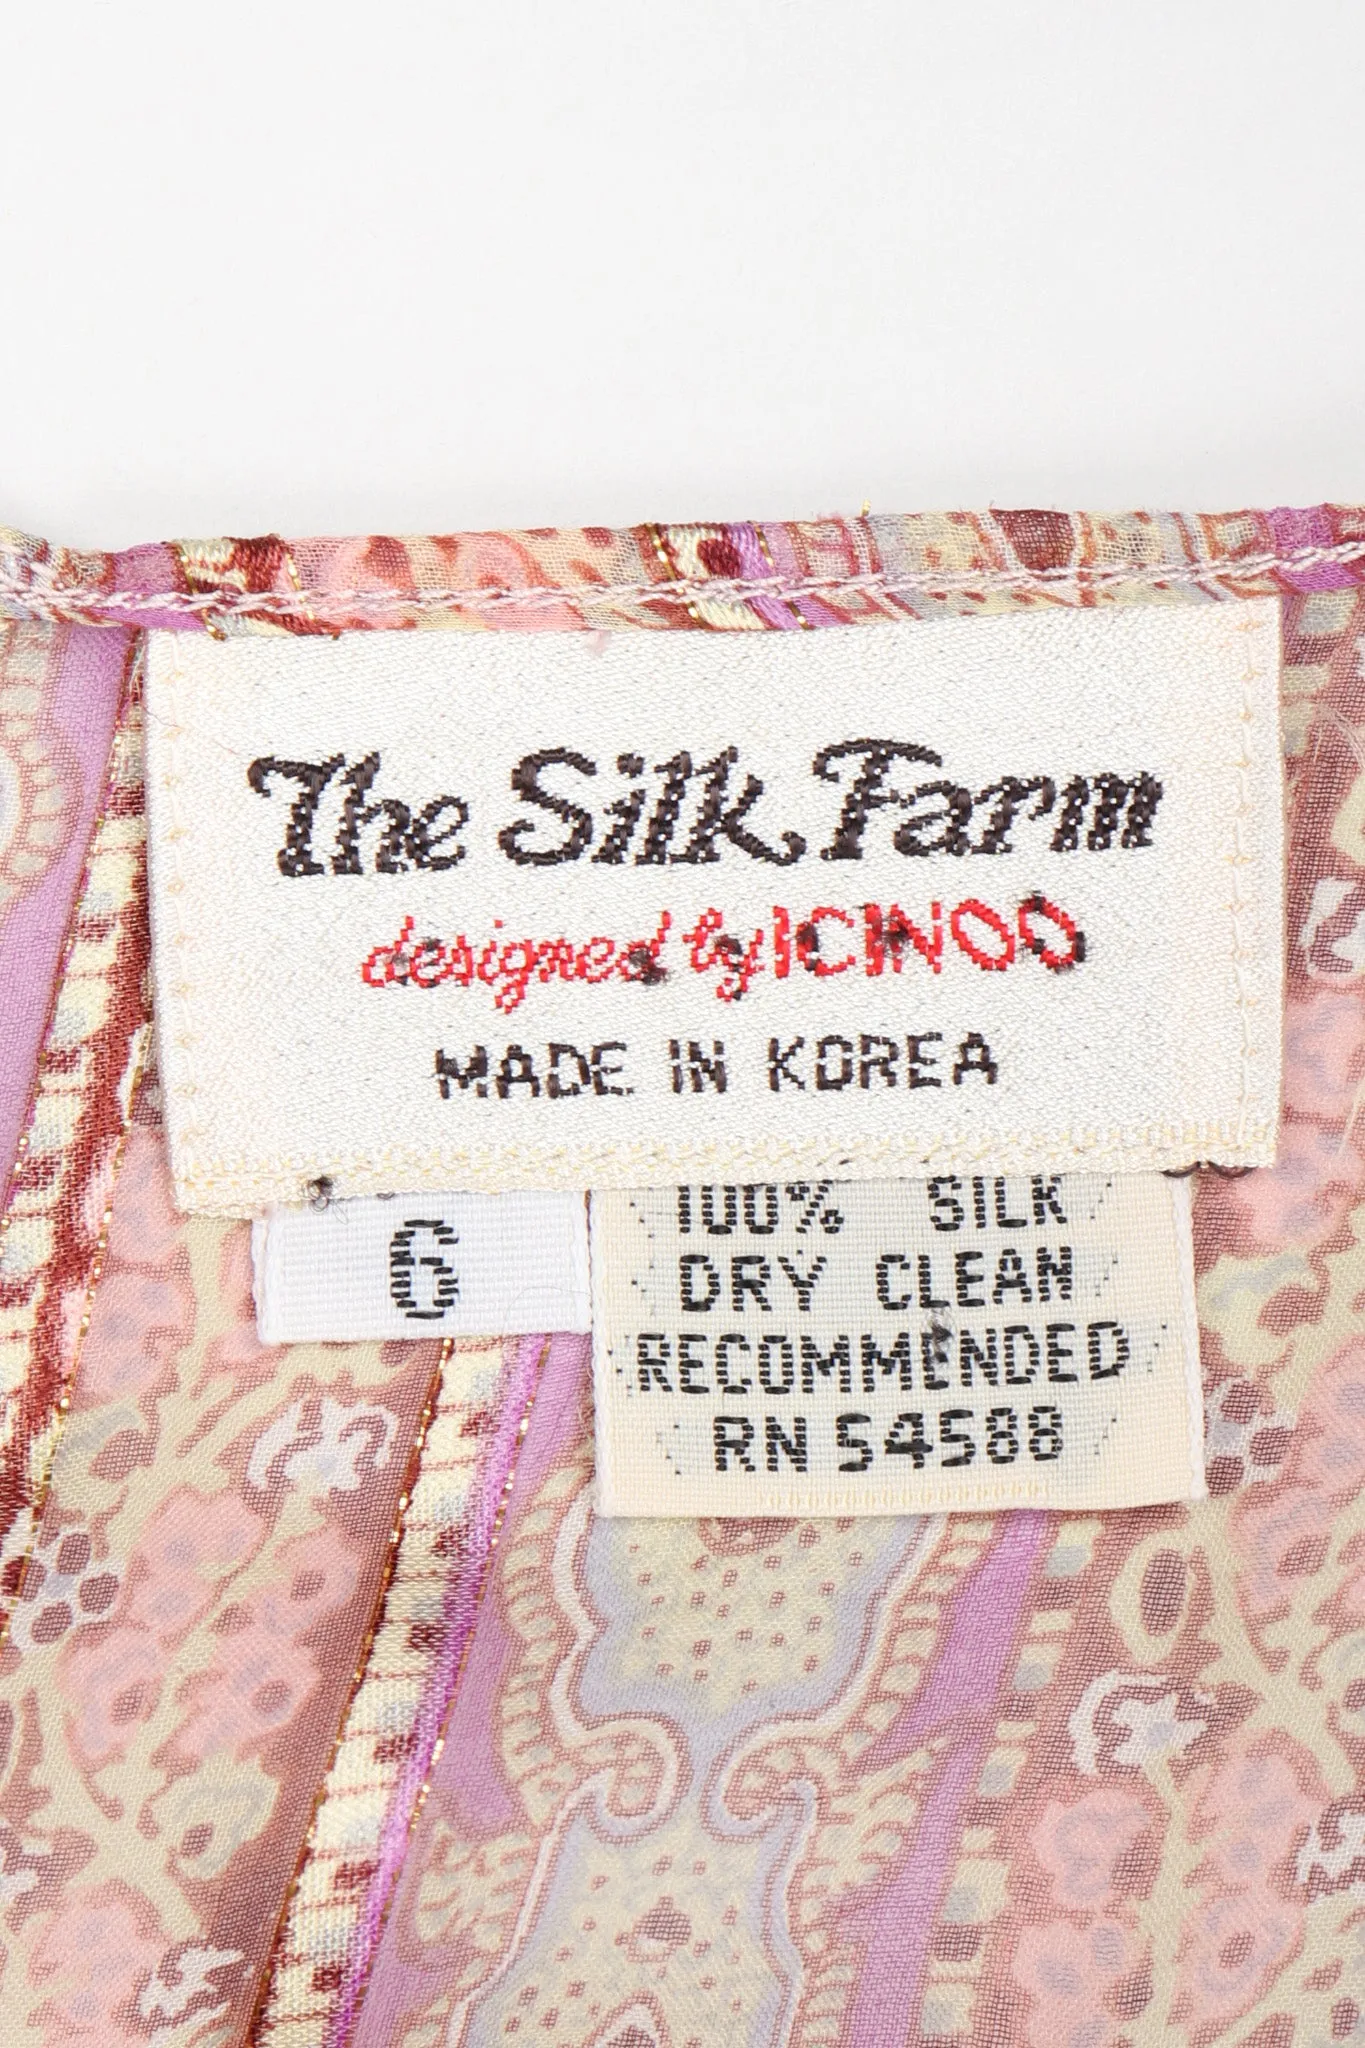 The Silk Farm
designed by ICINOO
MADE IN KOREA
6
100% SILK
DRY CLEAN
RECOMMENDED
RN 54588